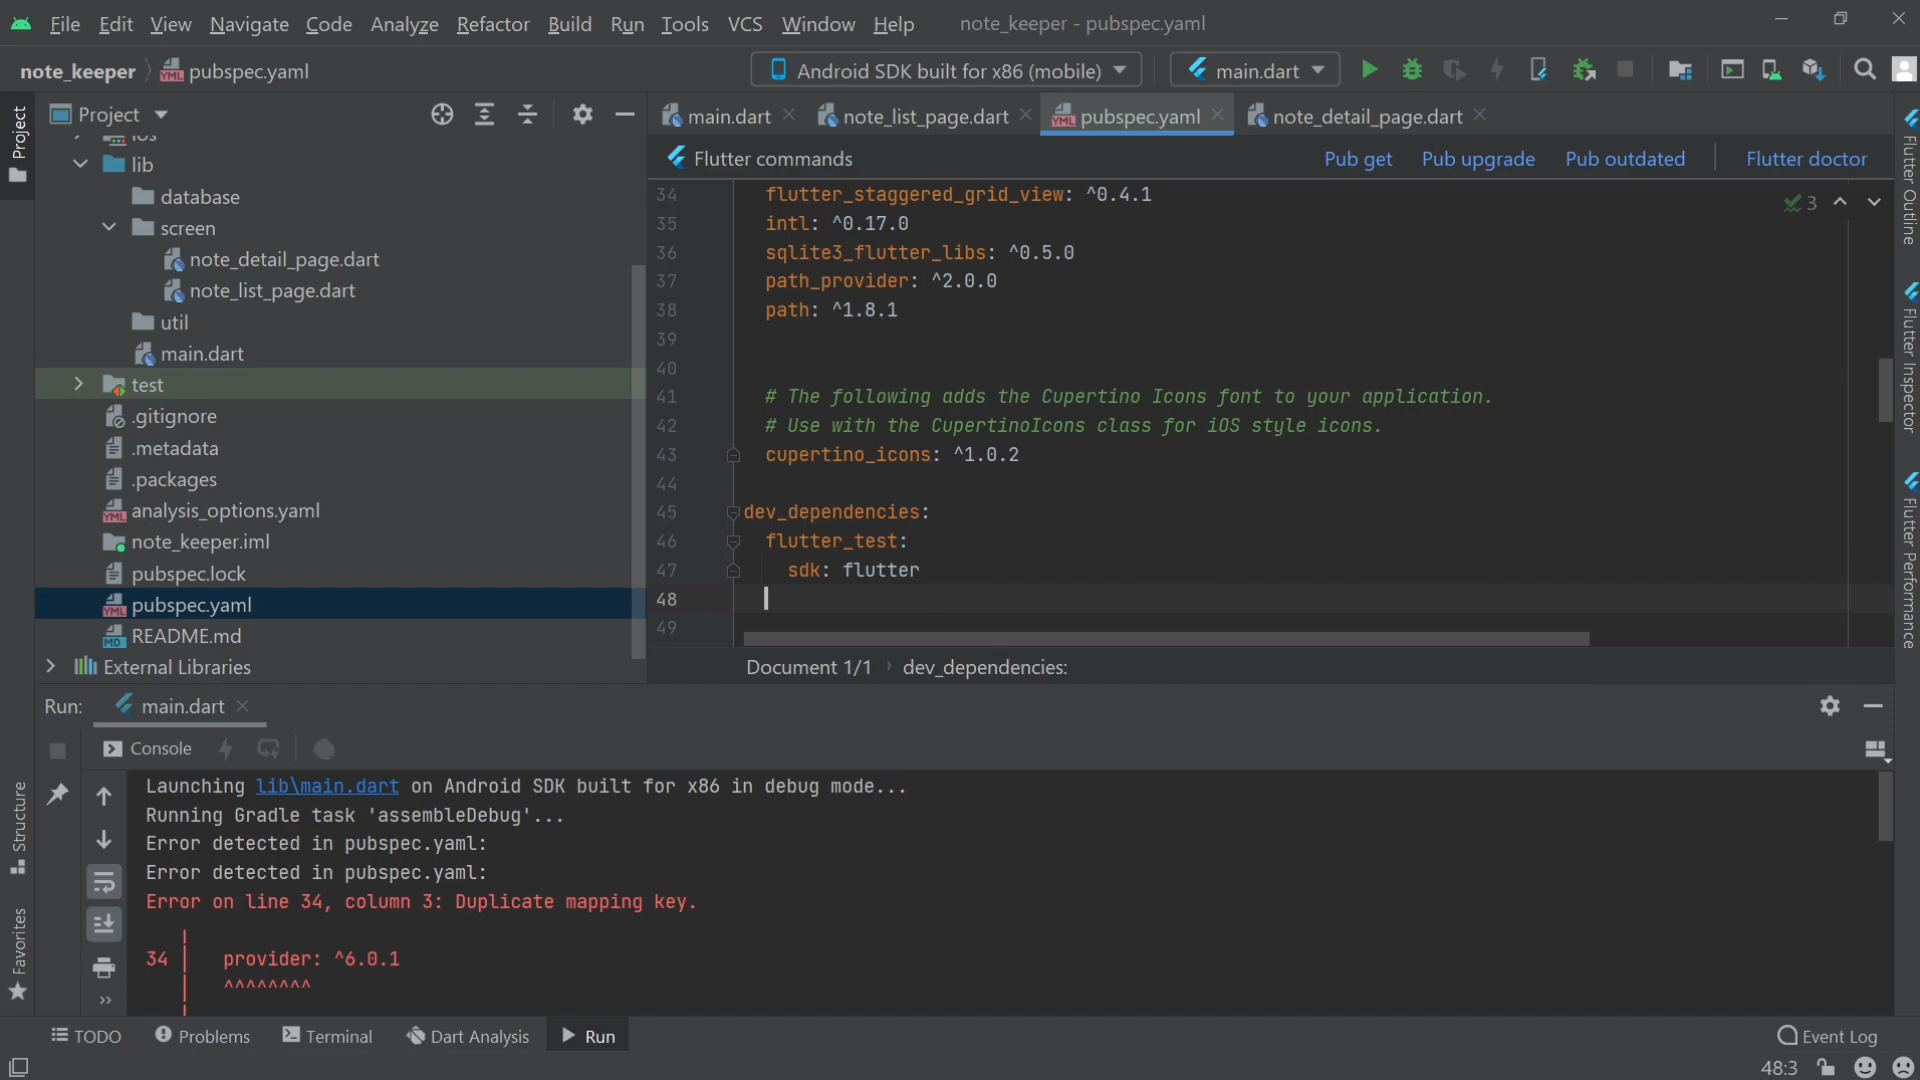 File Edit View Navigate Code Analyze Refactor Build Run Tools VCS Window Help note_keeper - pubspec.yaml
note_keeper pubspec.yaml Android SDK built for x86 (mobile) main.dart
Project
Project
ios
lib
database
screen
note_detail_page.dart
note_list_page.dart
util
main.dart
test
.gitignore
.metadata
.packages
analysis_options.yaml
note_keeper.iml
pubspec.lock
pubspec.yaml
README.md
External Libraries
Structure
Favorites
main.dart note_list_page.dart pubspec.yaml note_detail_page.dart
Flutter commands Pub get Pub upgrade Pub outdated Flutter doctor
3
34 flutter_staggered_grid_view: ^0.4.1
35 intl: ^0.17.0
36 sqlite3_flutter_libs: ^0.5.0
37 path_provider: ^2.0.0
38 path: ^1.8.1
39
40
41 # The following adds the Cupertino Icons font to your application.
42 # Use with the CupertinoIcons class for iOS style icons.
43 cupertino_icons: ^1.0.2
44
45 dev_dependencies:
46 flutter_test:
47 sdk: flutter
48
49
Document 1/1 dev_dependencies:
Flutter Outline
Flutter Inspector
Flutter Performance
Run: main.dart
Console
Launching lib\main.dart on Android SDK built for x86 in debug mode...
Running Gradle task 'assembleDebug'...
Error detected in pubspec.yaml:
Error detected in pubspec.yaml:
Error on line 34, column 3: Duplicate mapping key.
34 │ provider: ^6.0.1
│ ^^^^^^^^
TODO Problems Terminal Dart Analysis Run Event Log
48:3